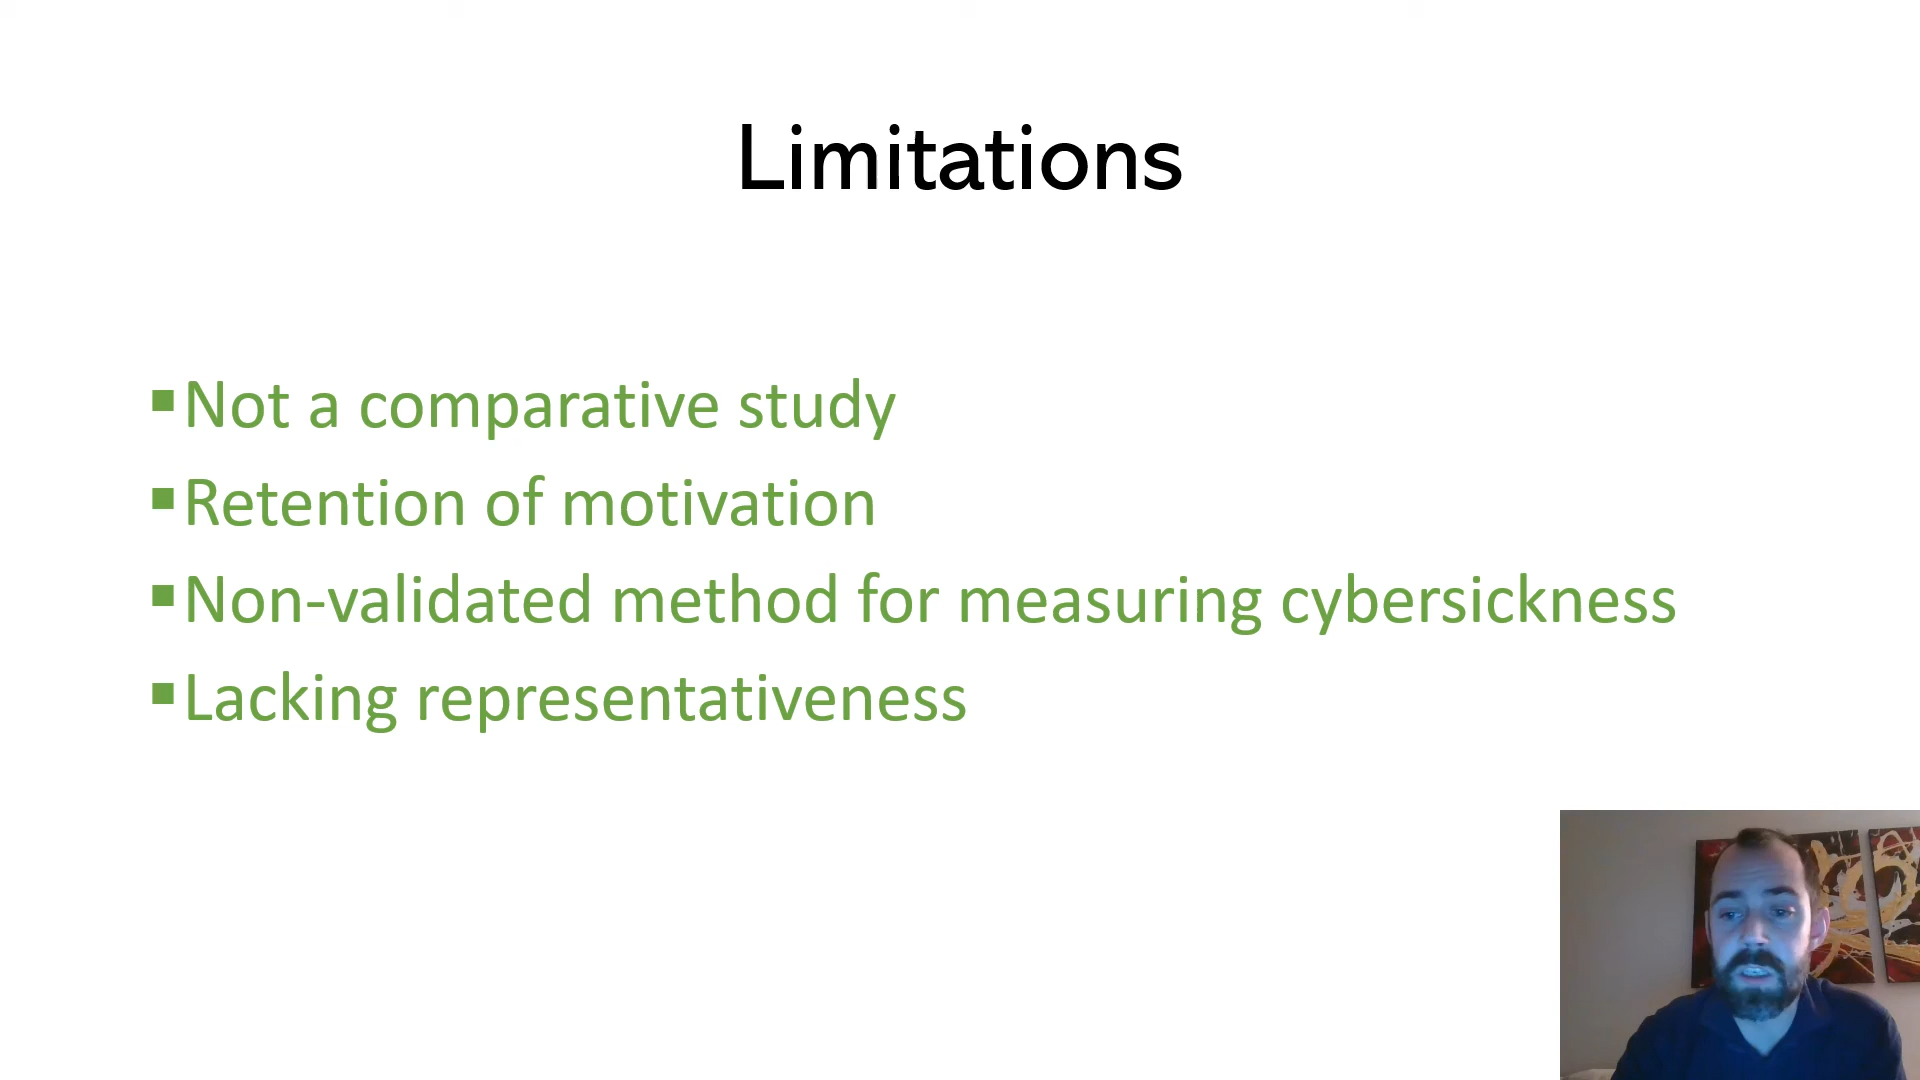 Limitations
▪Not a comparative study
▪Retention of motivation
▪Non-validated method for measuring cybersickness
▪Lacking representativeness